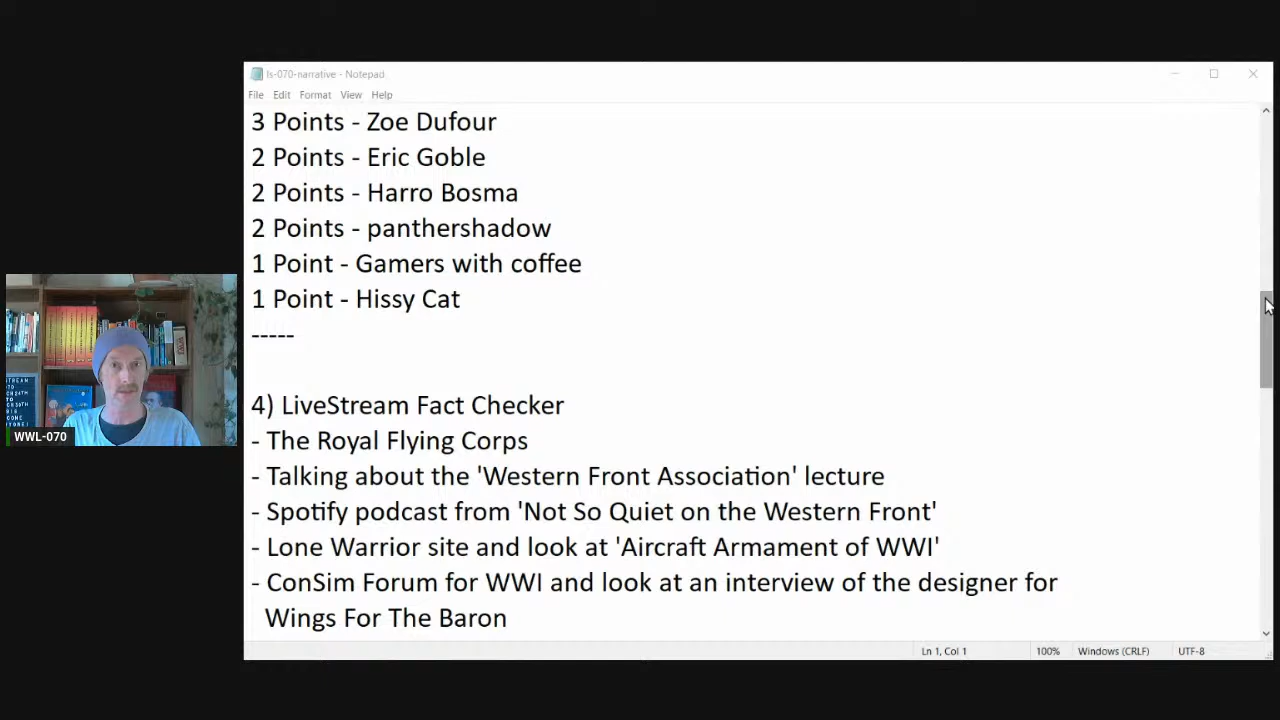 ls-070-narrative - Notepad
File Edit Format View Help
3 Points - Zoe Dufour
2 Points - Eric Goble
2 Points - Harro Bosma
2 Points - panthershadow
1 Point - Gamers with coffee
1 Point - Hissy Cat
-----
4) LiveStream Fact Checker
- The Royal Flying Corps
- Talking about the 'Western Front Association' lecture
- Spotify podcast from 'Not So Quiet on the Western Front'
- Lone Warrior site and look at 'Aircraft Armament of WWI'
- ConSim Forum for WWI and look at an interview of the designer for
Wings For The Baron
Ln 1, Col 1 100% Windows (CRLF) UTF-8
WWL-070